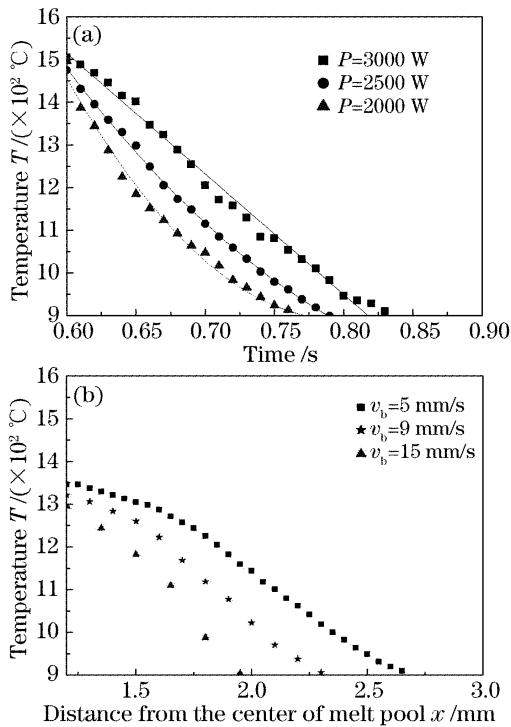 (a)
P=3000 W
P=2500 W
P=2000 W
16
15
14
13
12
11
10
9
Temperature T /(×10² ℃)
0.60 0.65 0.70 0.75 0.80 0.85 0.90
Time /s
(b)
v_b=5 mm/s
v_b=9 mm/s
v_b=15 mm/s
16
15
14
13
12
11
10
9
Temperature T /(×10² ℃)
1.5 2.0 2.5 3.0
Distance from the center of melt pool x /mm